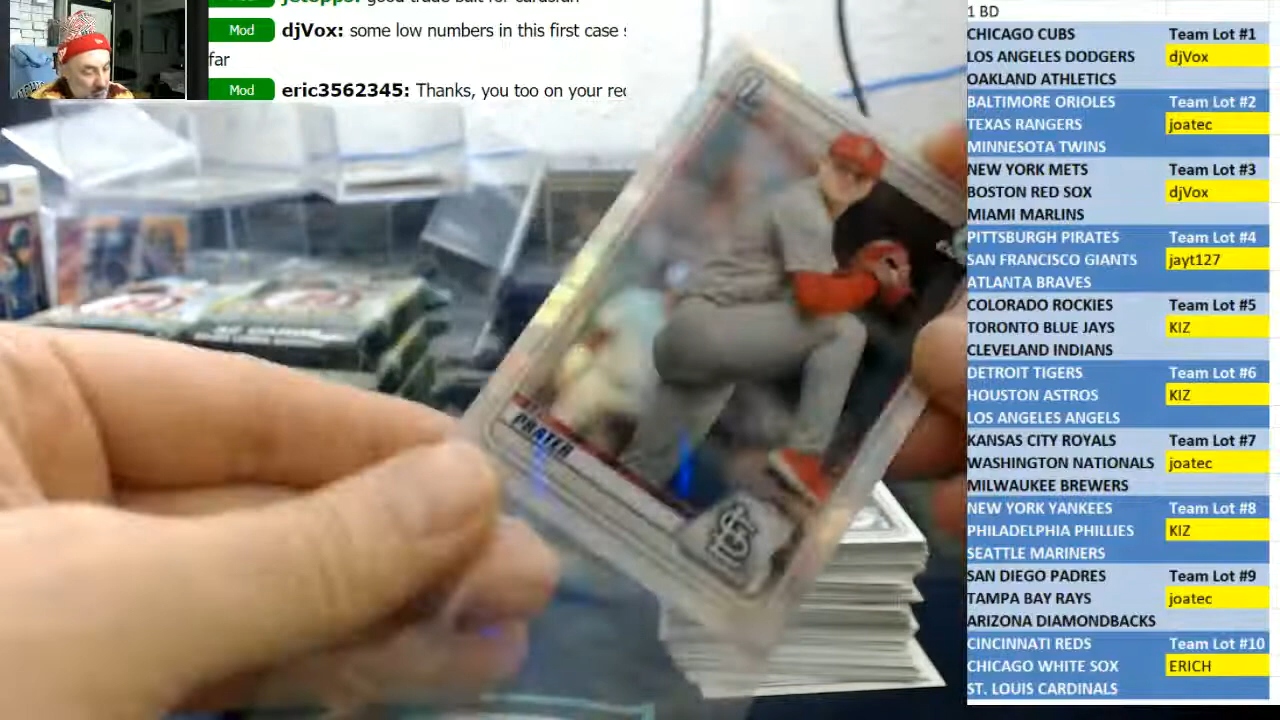 jetopps: good trade bait for
Mod djVox: some low numbers in this first case
far
Mod eric3562345: Thanks, you too on your
PRATER
1 BD
CHICAGO CUBS Team Lot #1
LOS ANGELES DODGERS djVox
OAKLAND ATHLETICS
BALTIMORE ORIOLES Team Lot #2
TEXAS RANGERS joatec
MINNESOTA TWINS
NEW YORK METS Team Lot #3
BOSTON RED SOX djVox
MIAMI MARLINS
PITTSBURGH PIRATES Team Lot #4
SAN FRANCISCO GIANTS jayt127
ATLANTA BRAVES
COLORADO ROCKIES Team Lot #5
TORONTO BLUE JAYS KIZ
CLEVELAND INDIANS
DETROIT TIGERS Team Lot #6
HOUSTON ASTROS KIZ
LOS ANGELES ANGELS
KANSAS CITY ROYALS Team Lot #7
WASHINGTON NATIONALS joatec
MILWAUKEE BREWERS
NEW YORK YANKEES Team Lot #8
PHILADELPHIA PHILLIES KIZ
SEATTLE MARINERS
SAN DIEGO PADRES Team Lot #9
TAMPA BAY RAYS joatec
ARIZONA DIAMONDBACKS
CINCINNATI REDS Team Lot #10
CHICAGO WHITE SOX ERICH
ST. LOUIS CARDINALS